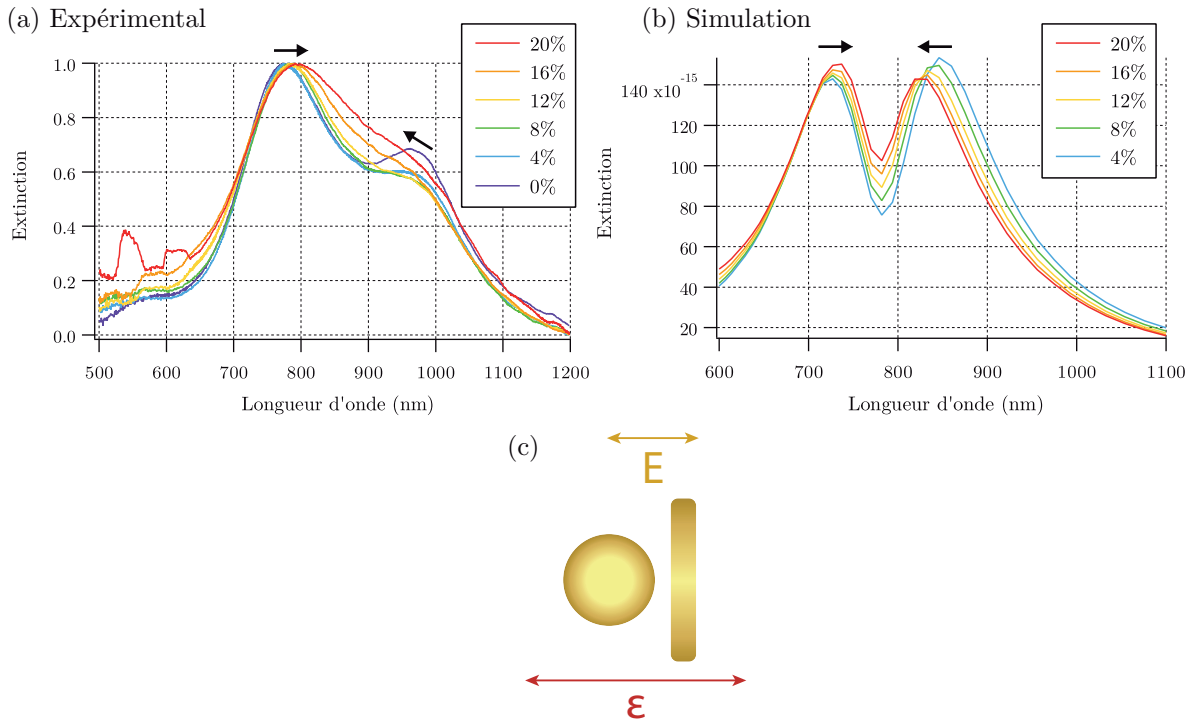 (a) Expérimental
20%
16%
12%
8%
4%
0%
1.0
0.8
0.6
0.4
0.2
0.0
Extinction
500 600 700 800 900 1000 1100 1200
Longueur d'onde (nm)
(b) Simulation
20%
16%
12%
8%
4%
140 x10⁻¹⁵
120
100
80
60
40
20
Extinction
600 700 800 900 1000 1100
Longueur d'onde (nm)
(c)
E
ε